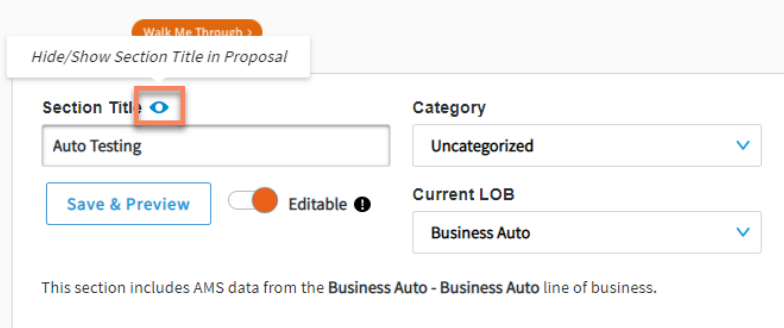 Walk Me Through >
Hide/Show Section Title in Proposal
Section Title
Category
Auto Testing
Uncategorized
Save & Preview
Editable
Current LOB
Business Auto
This section includes AMS data from the Business Auto - Business Auto line of business.